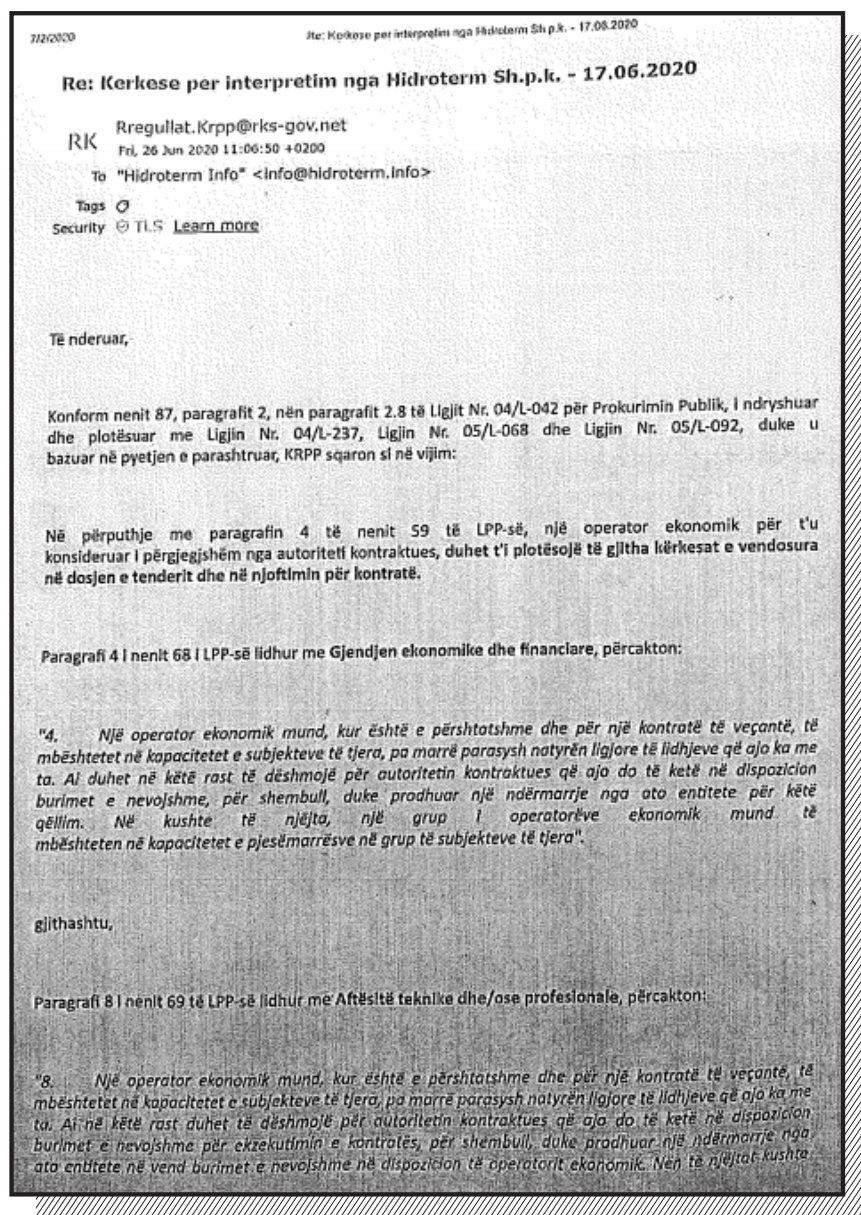 7/2/2020
Re: Kerkese per interpretim nga Hidroterm Sh.p.k. - 17.06.2020
Re: Kerkese per interpretim nga Hidroterm Sh.p.k. - 17.06.2020
RK
Rregullat.Krpp@rks-gov.net
Fri, 26 Jun 2020 11:06:50 +0200
To "Hidroterm Info" <info@hidroterm.info>
Tags
Security TLS Learn more
Të nderuar,
Konform nenit 87, paragrafit 2, nën paragrafit 2.8 të Ligjit Nr. 04/L-042 për Prokurimin Publik, i ndryshuar
dhe plotësuar me Ligjin Nr. 04/L-237, Ligjin Nr. 05/L-068 dhe Ligjin Nr. 05/L-092, duke u
bazuar në pyetjen e parashtruar, KRPP sqaron si në vijim:
Në përputhje me paragrafin 4 të nenit 59 të LPP-së, një operator ekonomik për t'u
konsideruar i përgjegjshëm nga autoriteti kontraktues, duhet t'i plotësojë të gjitha kërkesat e vendosura
në dosjen e tenderit dhe në njoftimin për kontratë.
Paragrafi 4 i nenit 68 i LPP-së lidhur me Gjendjen ekonomike dhe financiare, përcakton:
"4. Një operator ekonomik mund, kur është e përshtatshme dhe për një kontratë të veçantë, të
mbështetet në kapacitetet e subjekteve të tjera, pa marrë parasysh natyrën ligjore të lidhjeve që ajo ka me
ta. Ai duhet në këtë rast të dëshmojë për autoritetin kontraktues që ajo do të ketë në dispozicion
burimet e nevojshme, për shembull, duke prodhuar një ndërmarrje nga ato entitete për këtë
qëllim. Në kushte të njëjta, një grup i operatorëve ekonomik mund të
mbështeten në kapacitetet e pjesëmarrësve në grup të subjekteve të tjera".
gjithashtu,
Paragrafi 8 i nenit 69 të LPP-së lidhur me Aftësitë teknike dhe/ose profesionale, përcakton:
"8. Një operator ekonomik mund, kur është e përshtatshme dhe për një kontratë të veçantë, të
mbështetet në kapacitetet e subjekteve të tjera, pa marrë parasysh natyrën ligjore të lidhjeve që ajo ka me
ta. Ai në këtë rast duhet të dëshmojë për autoritetin kontraktues që ajo do të ketë në dispozicion
burimet e nevojshme për ekzekutimin e kontratës, për shembull, duke prodhuar një ndërmarrje nga
ato entitete në vend burimet e nevojshme në dispozicion të operatorit ekonomik. Nën të njëjtat kushte